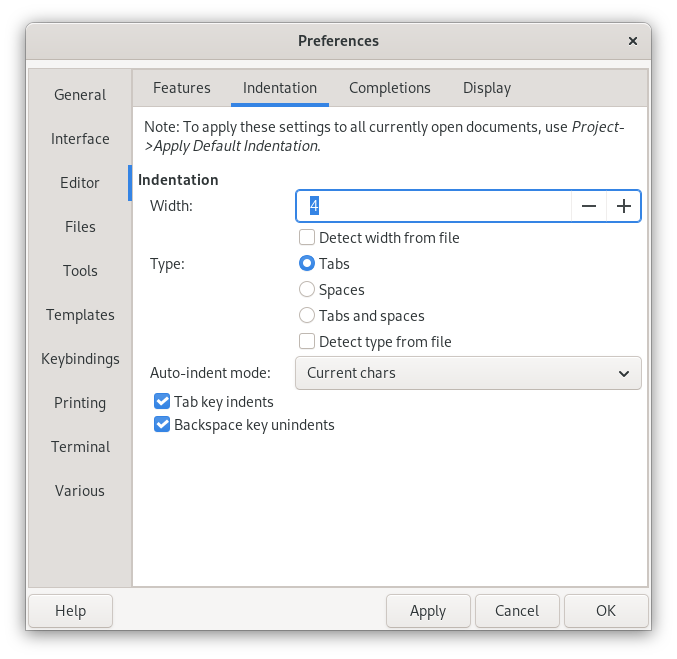 Preferences
General
Interface
Editor
Files
Tools
Templates
Keybindings
Printing
Terminal
Various
Features Indentation Completions Display
Note: To apply these settings to all currently open documents, use Project-
>Apply Default Indentation.
Indentation
Width: 4
Detect width from file
Type: Tabs
Spaces
Tabs and spaces
Detect type from file
Auto-indent mode: Current chars
Tab key indents
Backspace key unindents
Help Apply Cancel OK